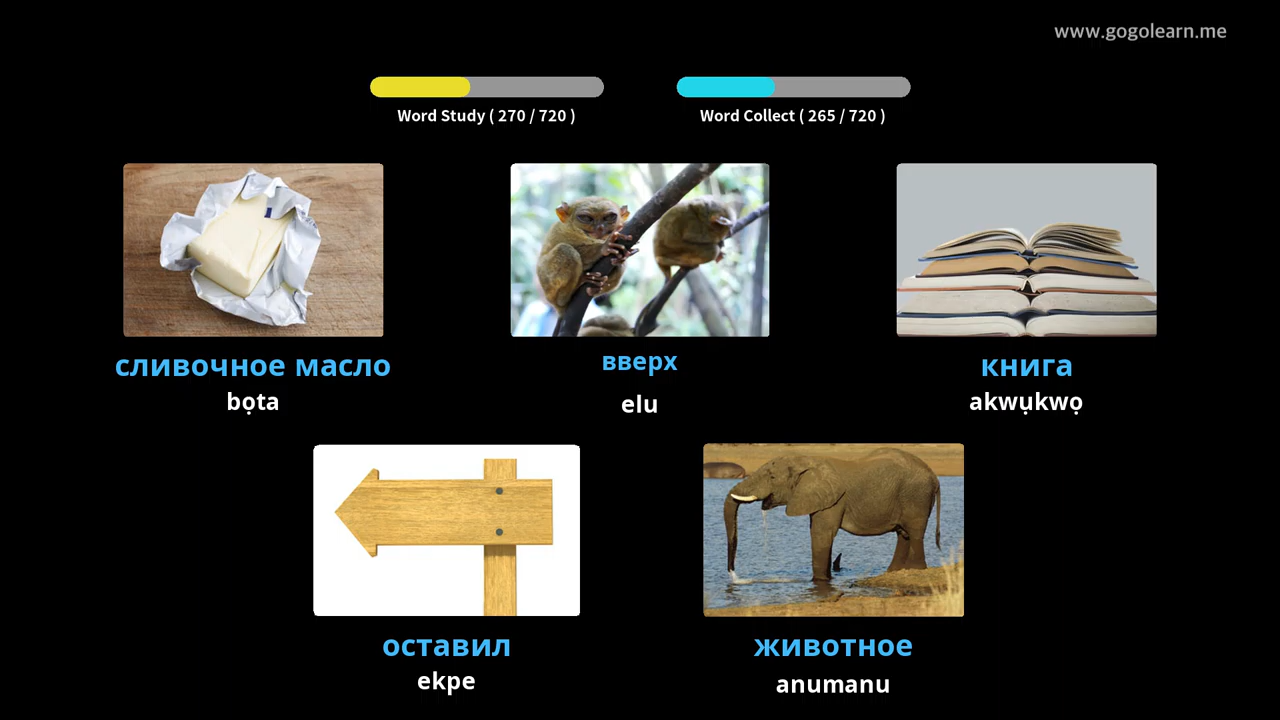 www.gogolearn.me
Word Study ( 270 / 720 )
Word Collect ( 265 / 720 )
сливочное масло
bọta
вверх
elu
книга
akwụkwọ
оставил
ekpe
животное
anumanu